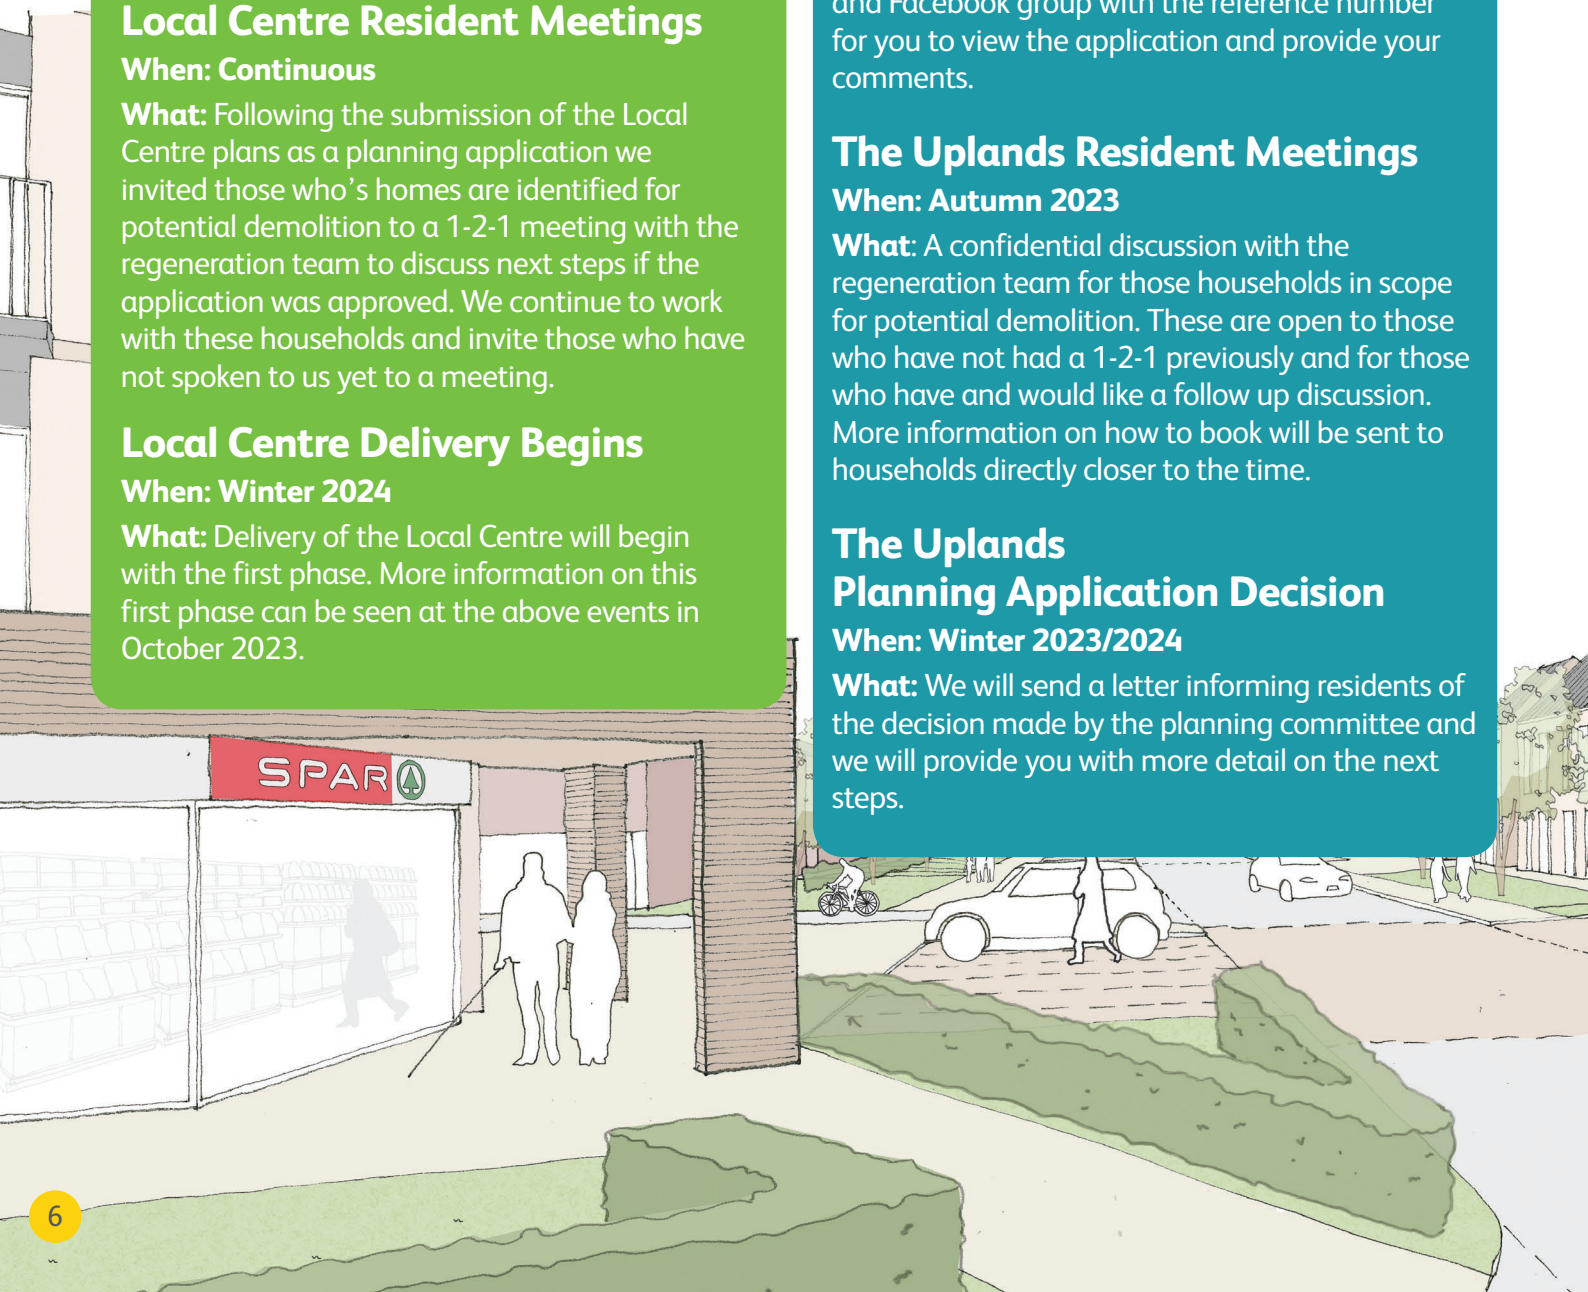 Local Centre Resident Meetings
When: Continuous
What: Following the submission of the Local
Centre plans as a planning application we
invited those who's homes are identified for
potential demolition to a 1-2-1 meeting with the
regeneration team to discuss next steps if the
application was approved. We continue to work
with these households and invite those who have
not spoken to us yet to a meeting.
Local Centre Delivery Begins
When: Winter 2024
What: Delivery of the Local Centre will begin
with the first phase. More information on this
first phase can be seen at the above events in
October 2023.
and Facebook group with the reference number
for you to view the application and provide your
comments.
The Uplands Resident Meetings
When: Autumn 2023
What: A confidential discussion with the
regeneration team for those households in scope
for potential demolition. These are open to those
who have not had a 1-2-1 previously and for those
who have and would like a follow up discussion.
More information on how to book will be sent to
households directly closer to the time.
The Uplands
Planning Application Decision
When: Winter 2023/2024
What: We will send a letter informing residents of
the decision made by the planning committee and
we will provide you with more detail on the next
steps.
SPAR
6